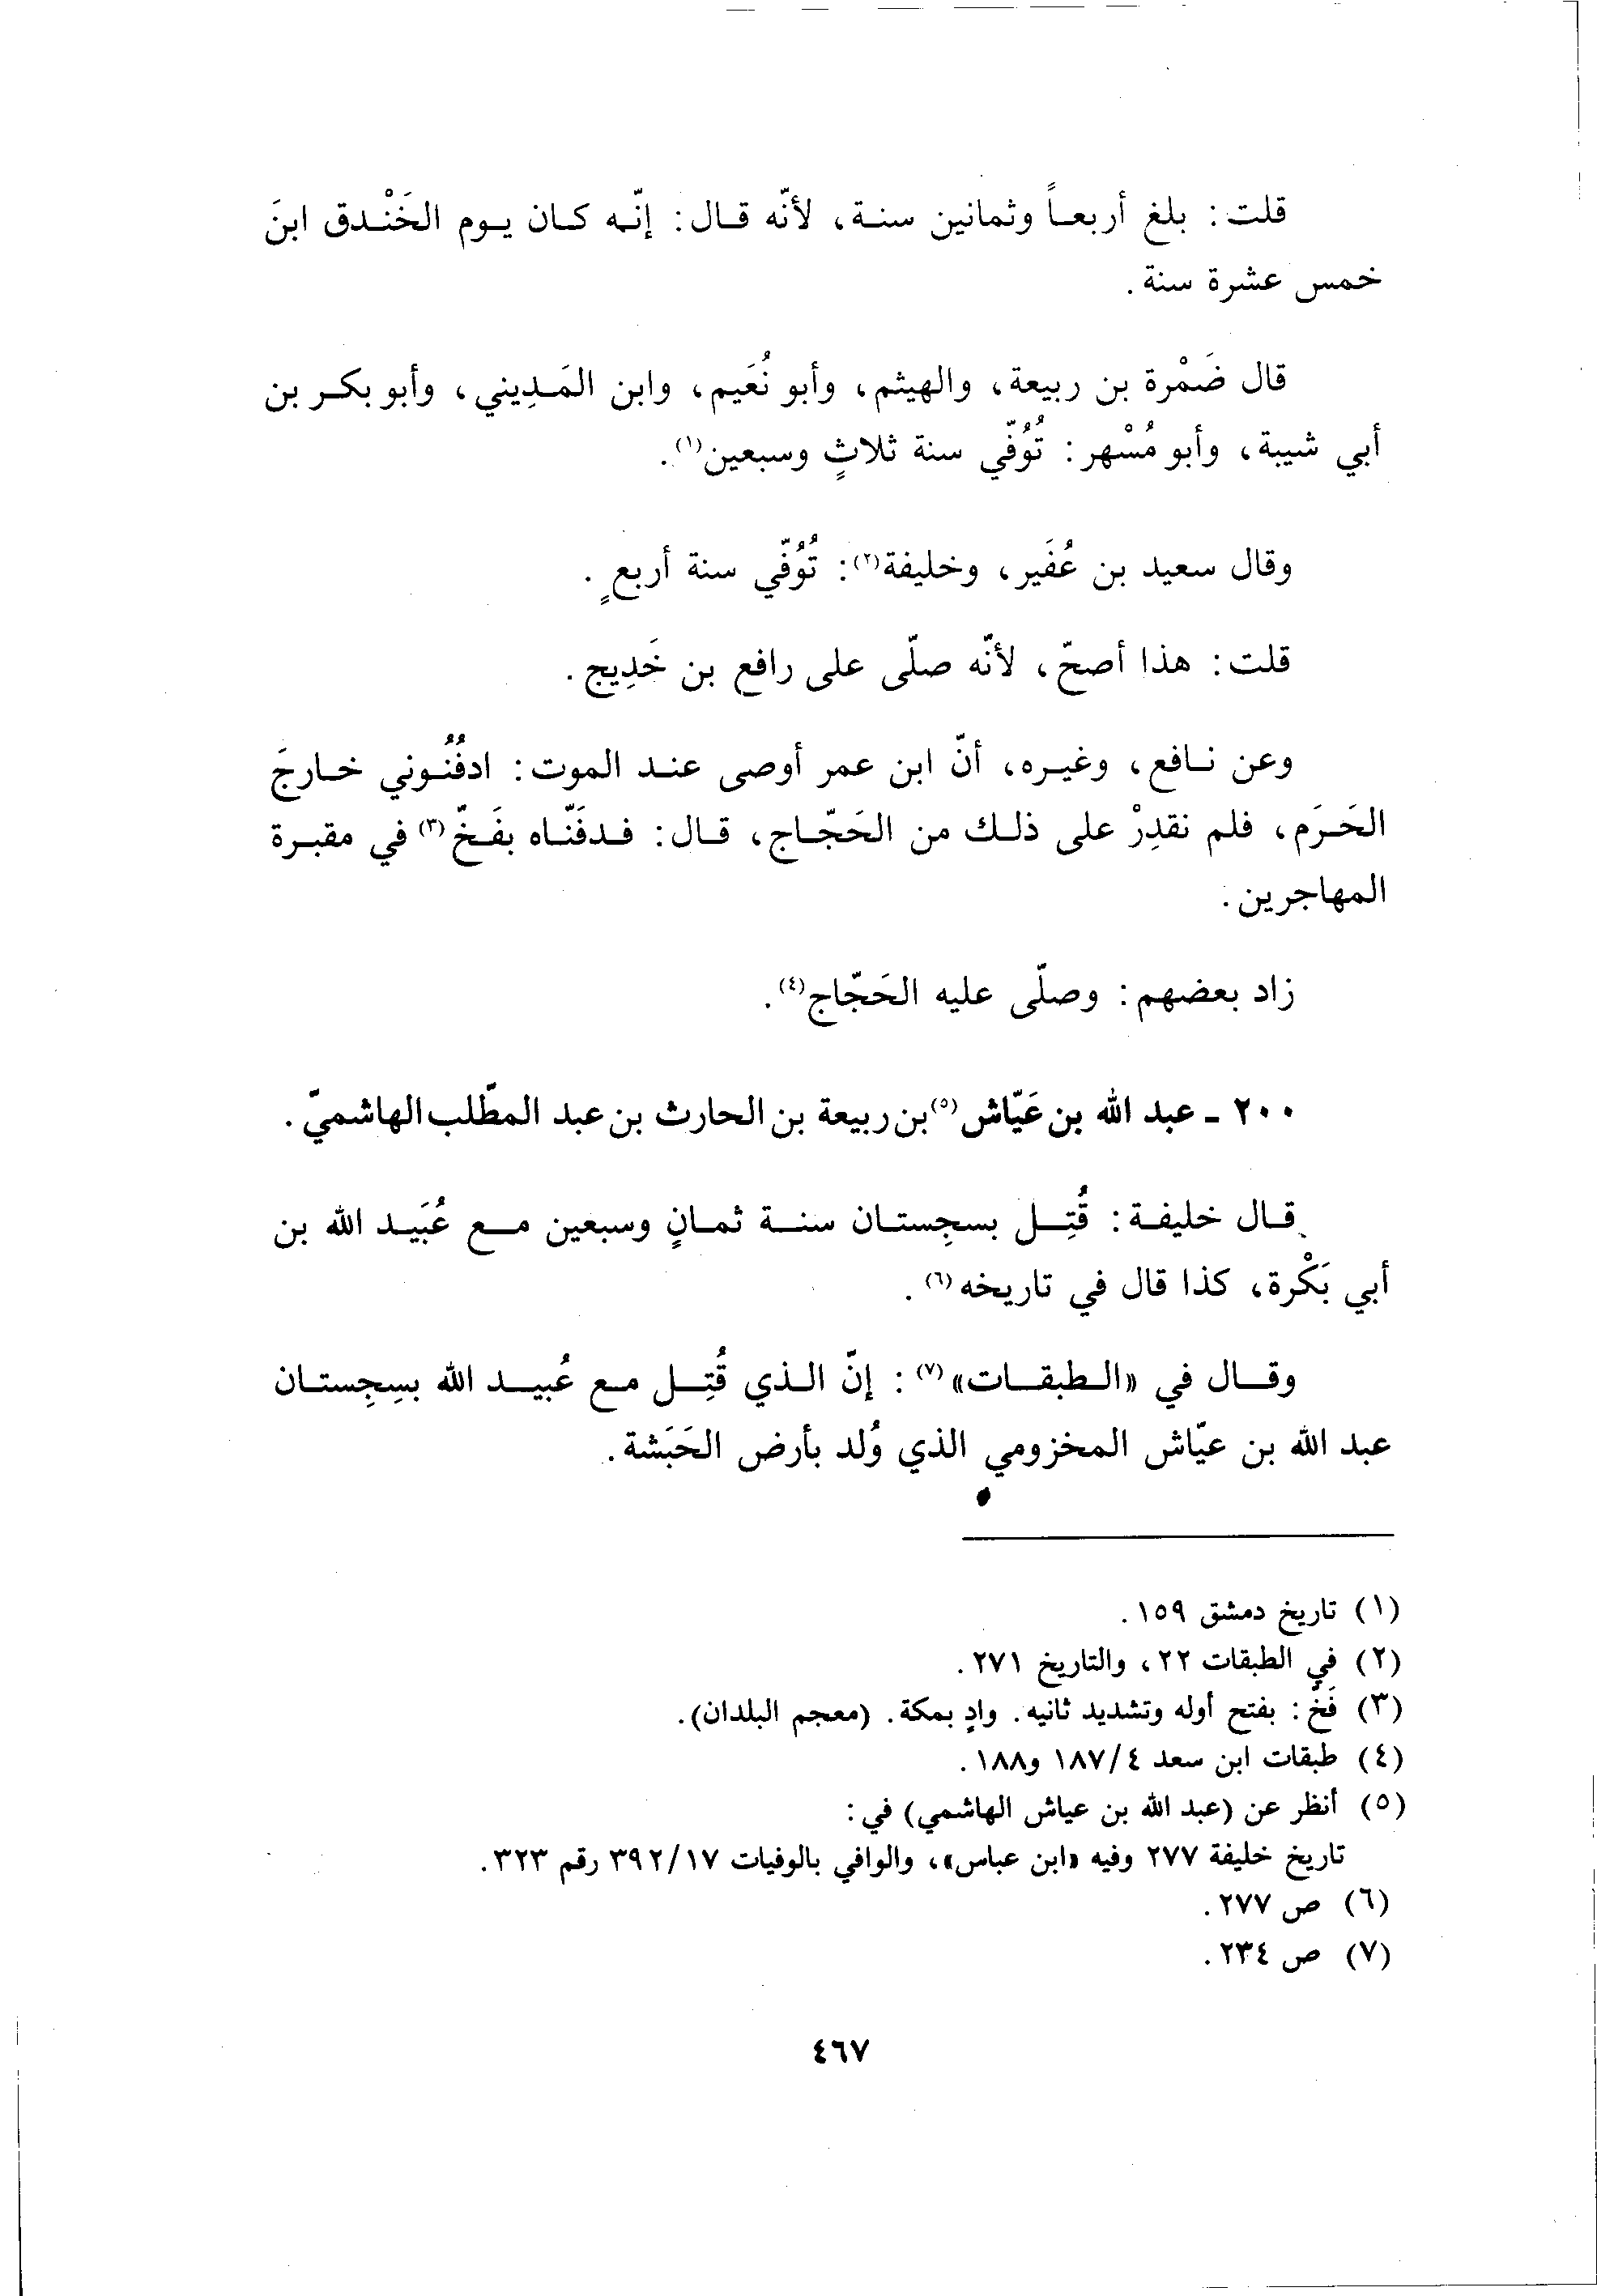 قلت: بلغ أربعاً وثمانين سنة، لأنّه قال: إنّه كان يوم الخَنْدق ابنَ
خمس عشرة سنة.
قال ضَمْرة بن ربيعة، والهيثم، وأبو نُعَيم، وابن المَدِيني، وأبو بكر بن
أبي شيبة، وأبو مُسْهر: تُوُفّي سنة ثلاثٍ وسبعين(١).
وقال سعيد بن عُفَير، وخليفة(٢): تُوُفّي سنة أربعٍ.
قلت: هذا أصحّ، لأنّه صلّى على رافع بن خَدِيج.
وعن نافع، وغيره، أنّ ابن عمر أوصى عند الموت: ادفُنُوني خارجَ
الحَرَم، فلم نقدِرْ على ذلك من الحَجّاج، قال: فدفَنّاه بفَخّ(٣) في مقبرة
المهاجرين.
زاد بعضهم: وصلّى عليه الحَجّاج(٤).
٢٠٠ ـ عبد الله بن عَيّاش(٥) بن ربيعة بن الحارث بن عبد المطّلب الهاشميّ.
قال خليفة: قُتِل بسجِستان سنة ثمانٍ وسبعين مع عُبَيد الله بن
أبي بَكْرة، كذا قال في تاريخه(٦).
وقال في «الطبقات»(٧): إنّ الذي قُتِل مع عُبيد الله بسِجِستان
عبد الله بن عيّاش المخزومي الذي وُلد بأرض الحَبَشة.
(١) تاريخ دمشق ١٥٩.
(٢) في الطبقات ٢٢، والتاريخ ٢٧١.
(٣) فَخّ: بفتح أوله وتشديد ثانيه. وادٍ بمكة. (معجم البلدان).
(٤) طبقات ابن سعد ٤/١٨٧ و١٨٨.
(٥) أنظر عن (عبد الله بن عياش الهاشمي) في:
تاريخ خليفة ٢٧٧ وفيه «ابن عباس»، والوافي بالوفيات ١٧/٣٩٢ رقم ٣٢٣.
(٦) ص ٢٧٧.
(٧) ص ٢٣٤.
٤٦٧